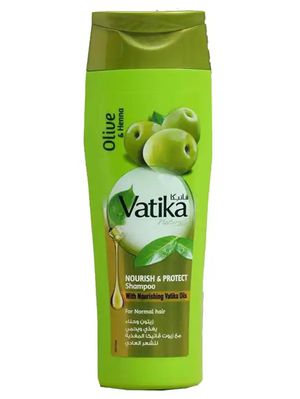 Olive
& Henna
فاتيكا
Vatika
Naturals
NOURISH & PROTECT
Shampoo
With Nourishing Vatika Oils
For Normal hair
زيتون وحناء
يغذي ويحمي
مع زيوت فاتيكا المغذية
للشعر العادي